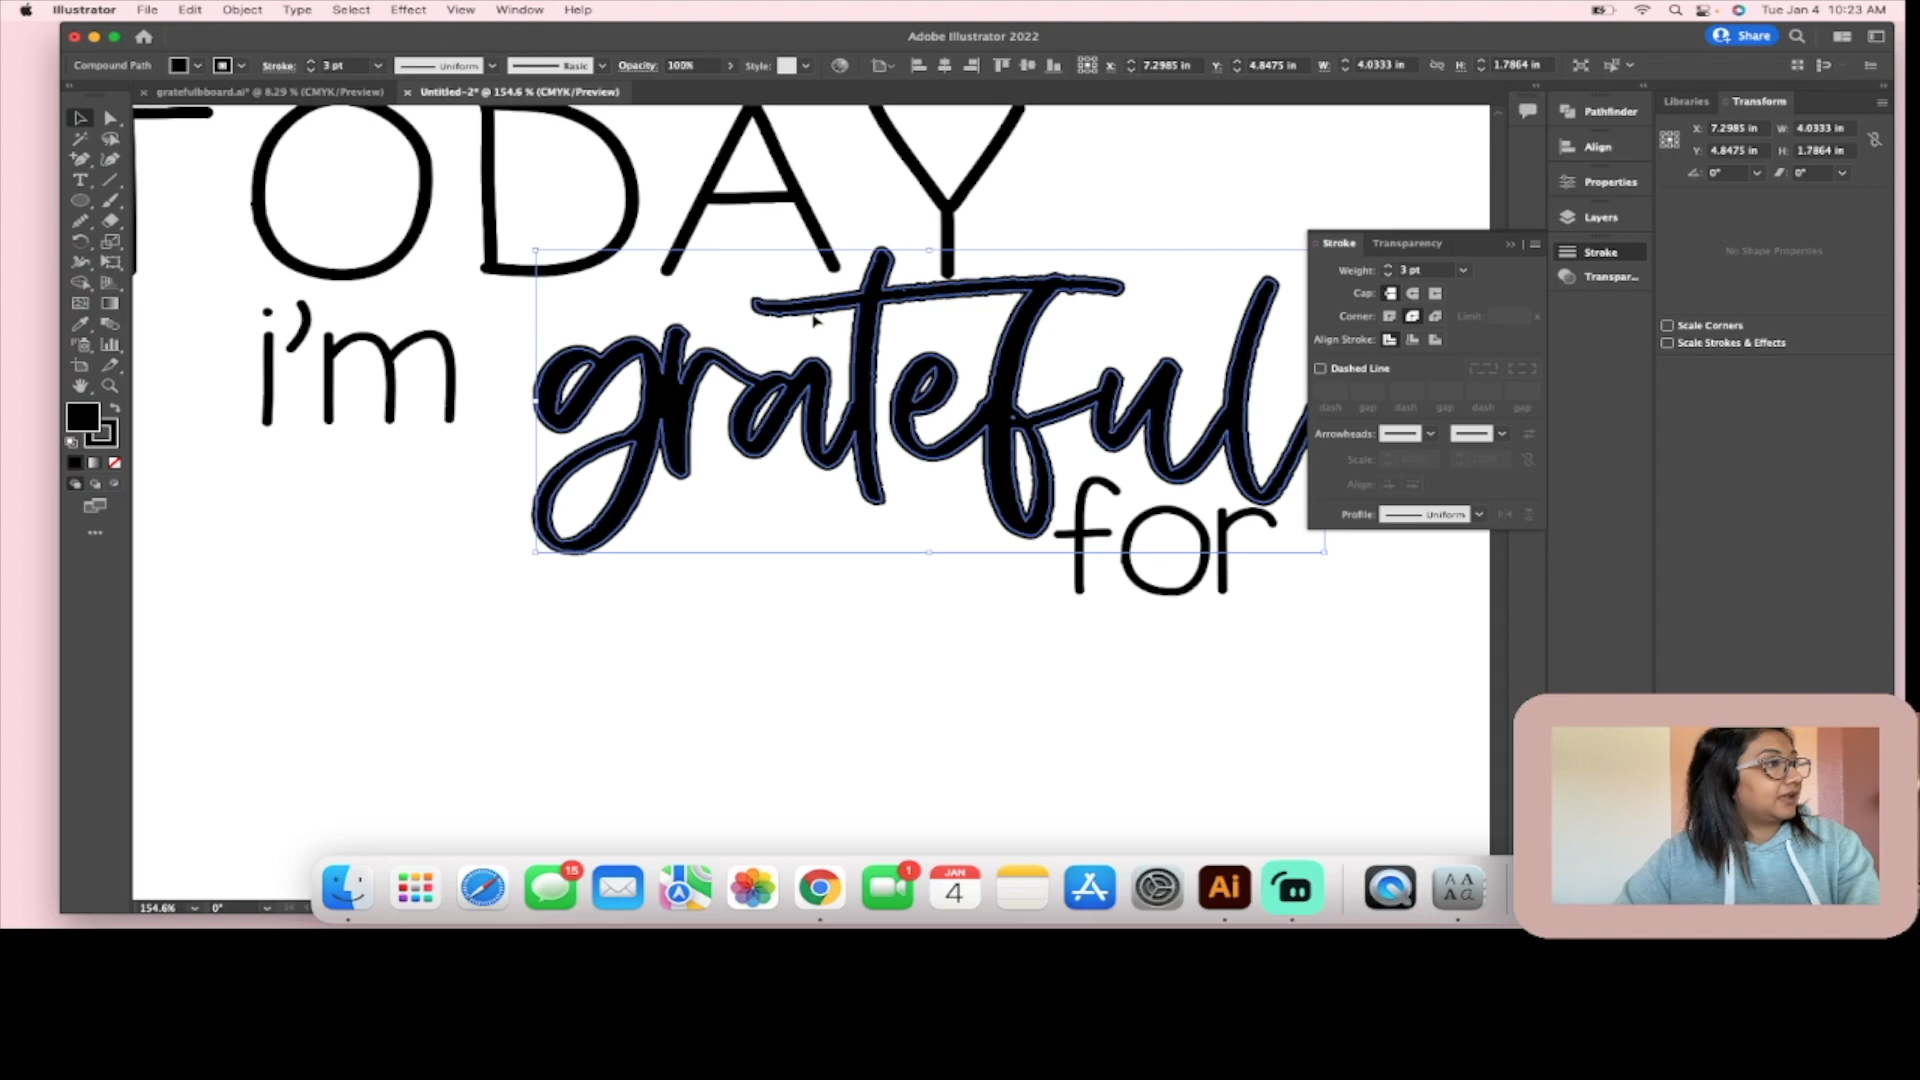 Illustrator File Edit Object Type Select Effect View Window Help Tue Jan 4 10:23 AM
Adobe Illustrator 2022 Share
Compound Path Stroke: 3 pt Uniform Basic Opacity: 100% Style: X: 7.2985 in Y: 4.8475 in W: 4.0333 in H: 1.7864 in
gratefulbboard.ai* @ 8.29 % (CMYK/Preview) Untitled-2* @ 154.6 % (CMYK/Preview)
Libraries Transform
Pathfinder
X: 7.2985 in W: 4.0333 in
Align
Y: 4.8475 in H: 1.7864 in
0° 0°
Properties
Layers
Stroke
Transpar...
No Shape Properties
Scale Corners
Scale Strokes & Effects
Stroke Transparency
Weight: 3 pt
Cap:
Corner: Limit: x
Align Stroke:
Dashed Line
dash gap dash gap dash gap
Arrowheads:
Scale:
Align:
Profile: Uniform
TODAY
i'm grateful
for
154.6% 0°
15
1
JAN
4
Ai
A A
A a